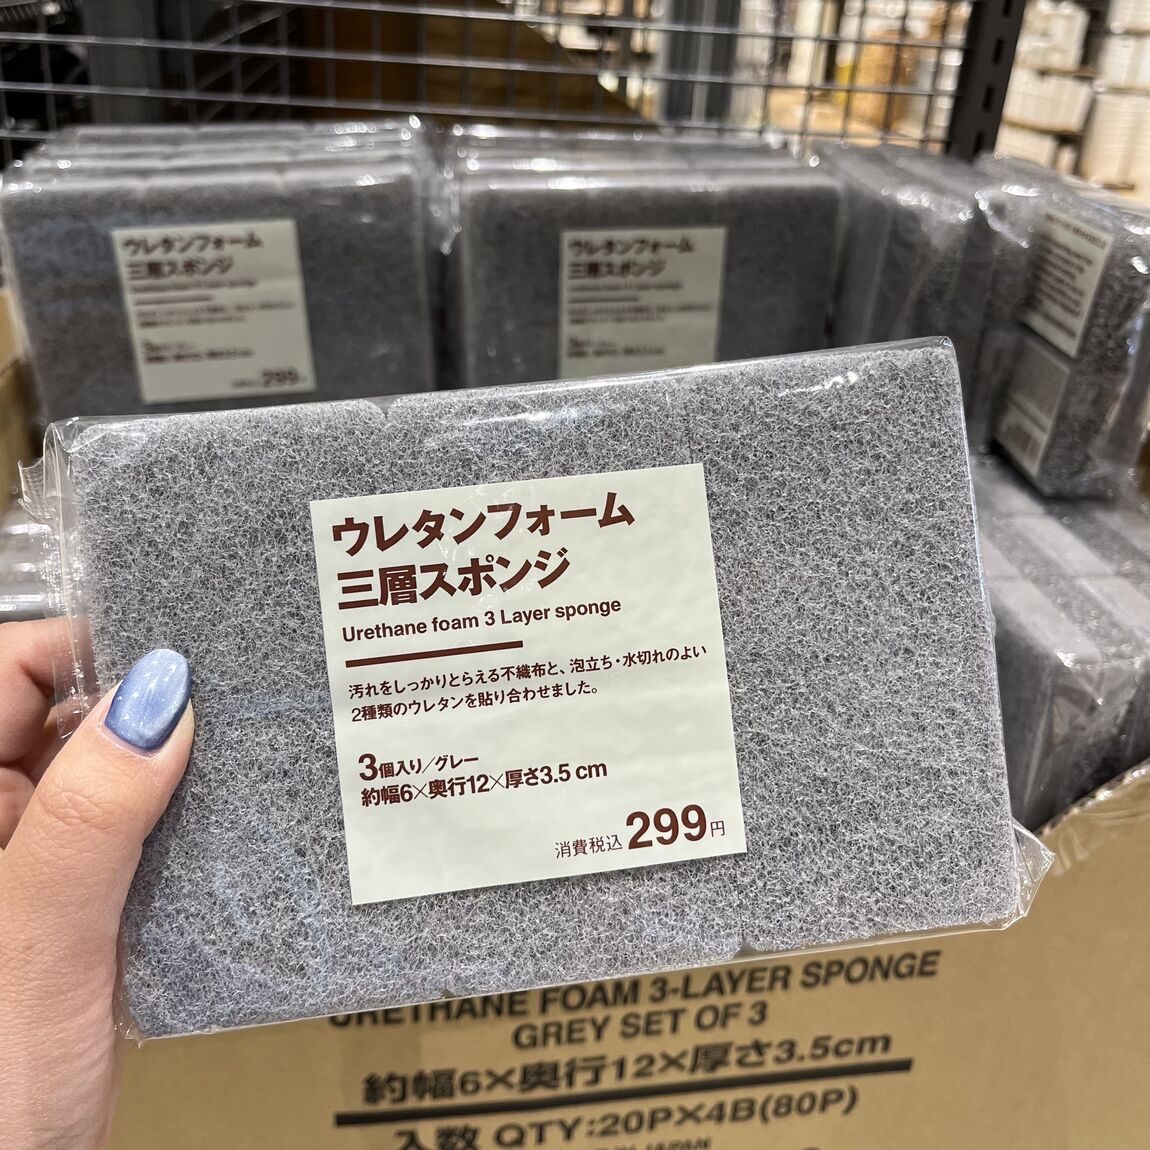 ウレタンフォーム
三層スポンジ
299
ウレタンフォーム
三層スポンジ
299
ウレタンフォーム
三層スポンジ
Urethane foam 3 Layer sponge
汚れをしっかりとらえる不織布と、泡立ち・水切れのよい
2種類のウレタンを貼り合わせました。
3個入り／グレー
約幅6×奥行12×厚さ3.5 cm
消費税込 299円
URETHANE FOAM 3-LAYER SPONGE
GREY SET OF 3
約幅6×奥行12×厚さ3.5cm
入数 QTY:20P×4B(80P)
JAPAN